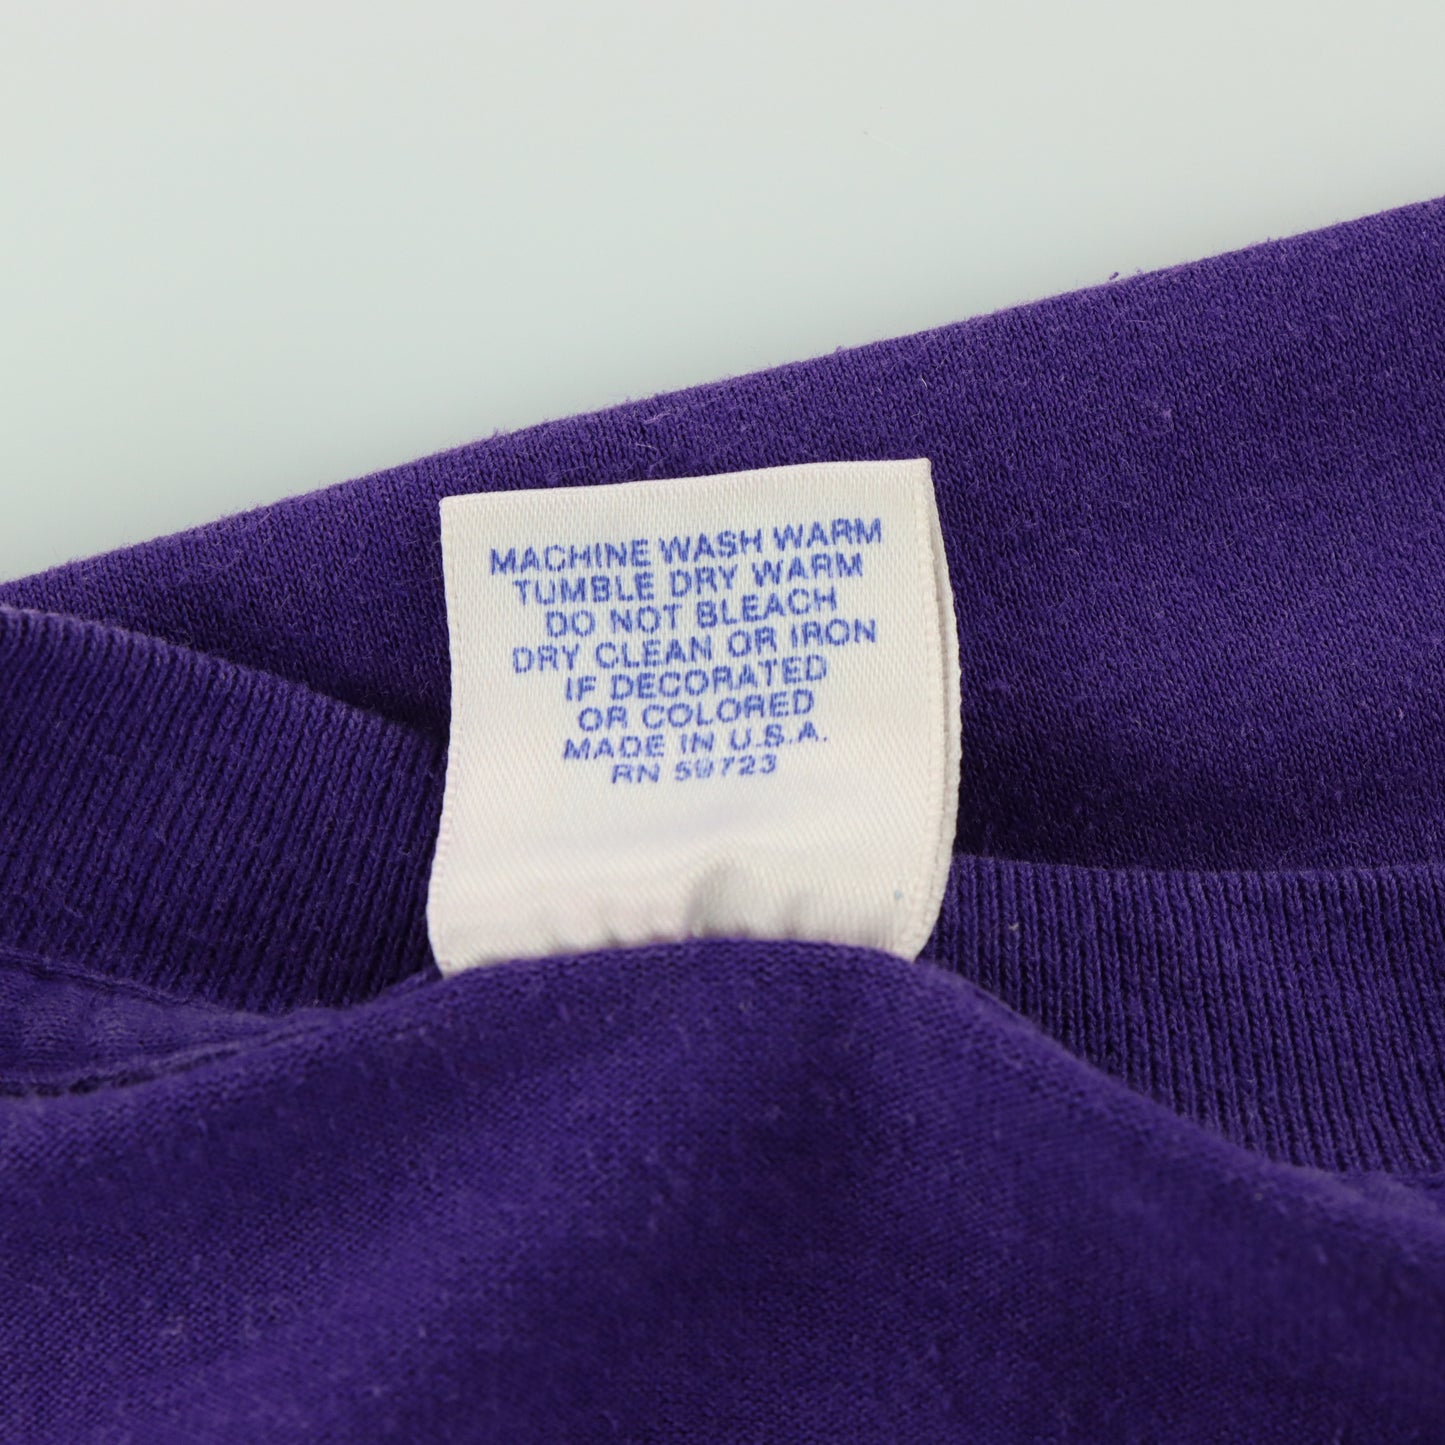 MACHINE WASH WARM
TUMBLE DRY WARM
DO NOT BLEACH
DRY CLEAN OR IRON
IF DECORATED
OR COLORED
MADE IN U.S.A.
RN 59723